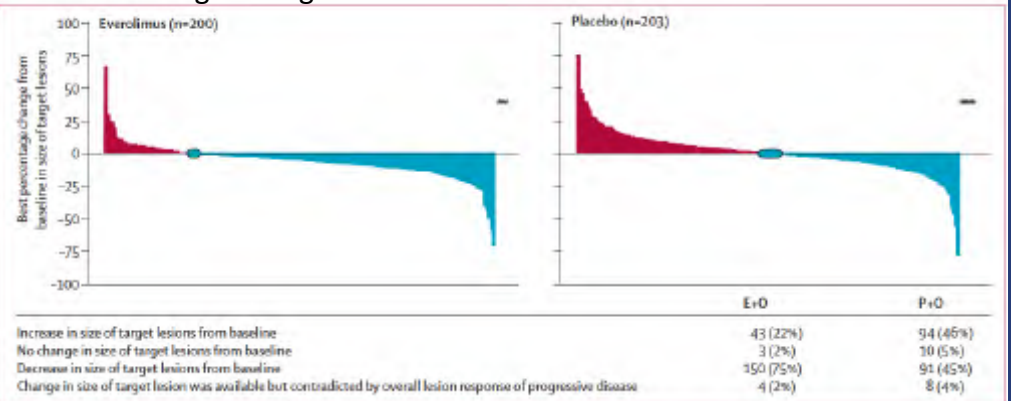 Everolimus (n=200)
Placebo (n=203)
Best percentage change from
baseline in size of target lesions
100
75
50
25
0
-25
-50
-75
-100
E+O P+O
Increase in size of target lesions from baseline 43 (22%) 94 (46%)
No change in size of target lesions from baseline 3 (2%) 10 (5%)
Decrease in size of target lesions from baseline 150 (75%) 91 (45%)
Change in size of target lesion was available but contradicted by overall lesion response of progressive disease 4 (2%) 8 (4%)